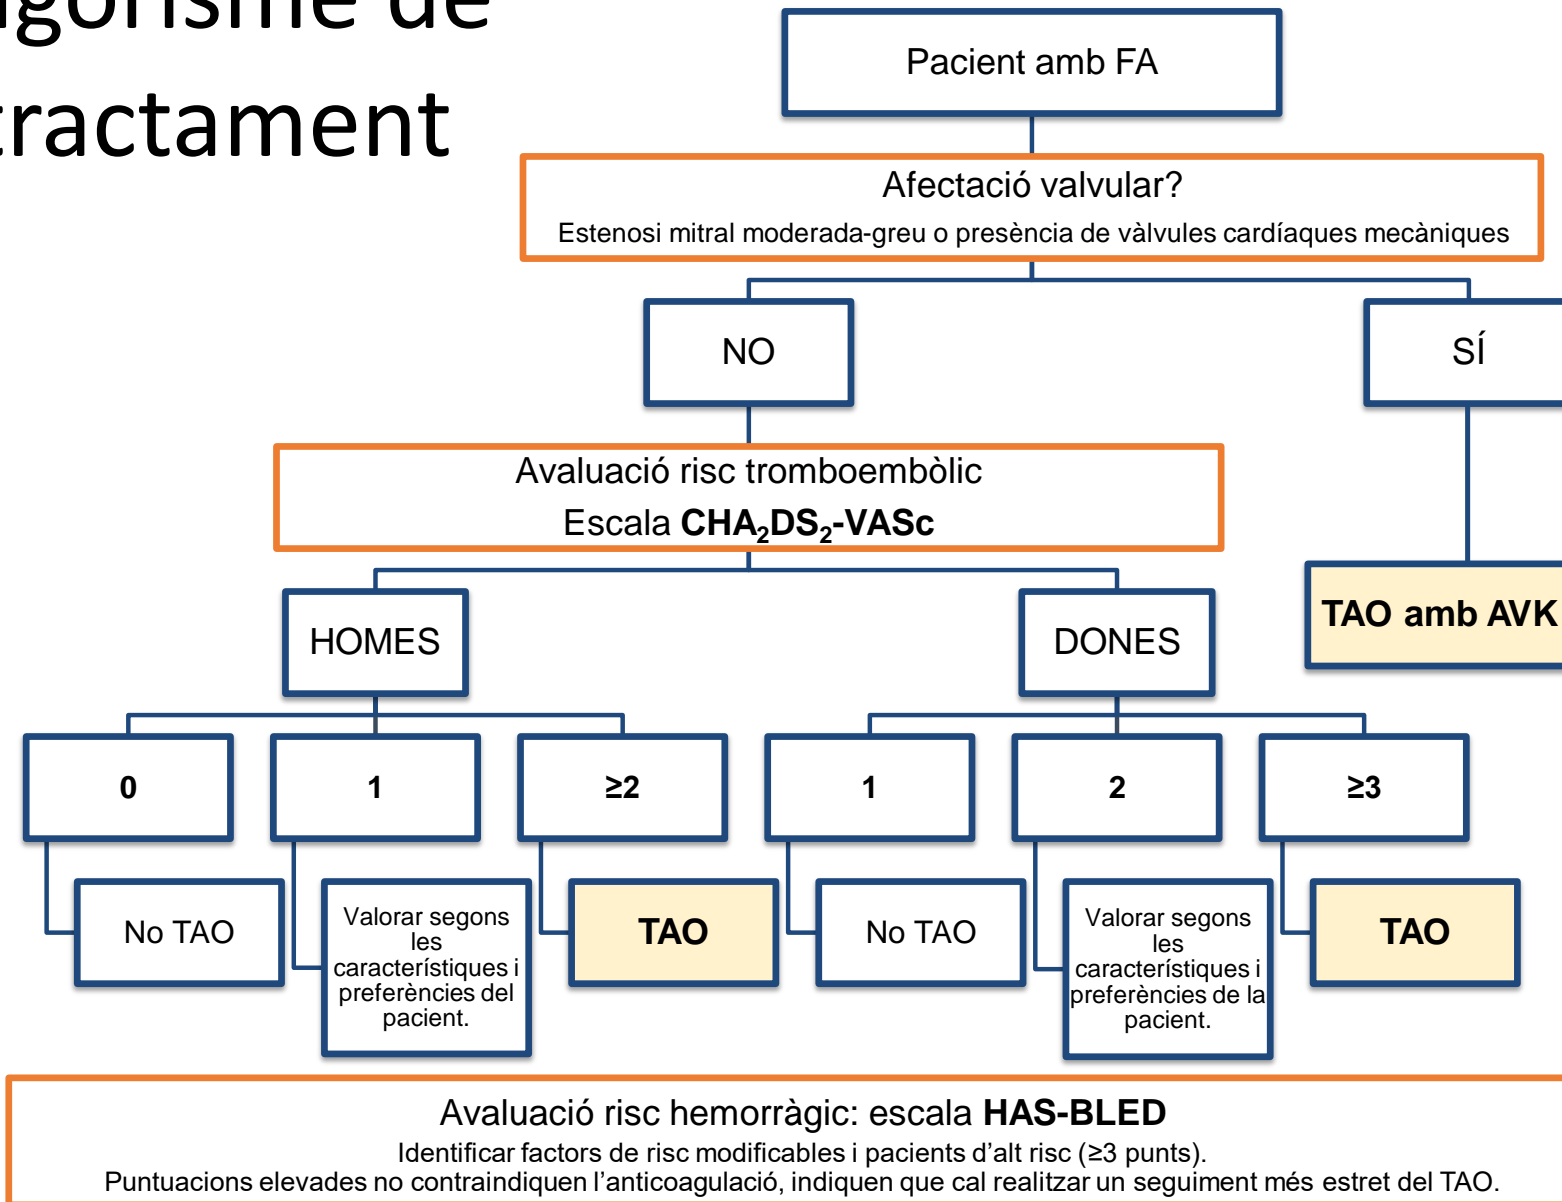 tractament
Pacient amb FA
Afectació valvular?
Estenosi mitral moderada-greu o presència de vàlvules cardíaques mecàniques
NO
SÍ
Avaluació risc tromboembòlic
Escala CHA₂DS₂-VASc
TAO amb AVK
HOMES
DONES
0
1
≥2
1
2
≥3
No TAO
Valorar segons
les
característiques i
preferències del
pacient.
TAO
No TAO
Valorar segons
les
característiques i
preferències de la
pacient.
TAO
Avaluació risc hemorràgic: escala HAS-BLED
Identificar factors de risc modificables i pacients d’alt risc (≥3 punts).
Puntuacions elevades no contraindiquen l’anticoagulació, indiquen que cal realitzar un seguiment més estret del TAO.